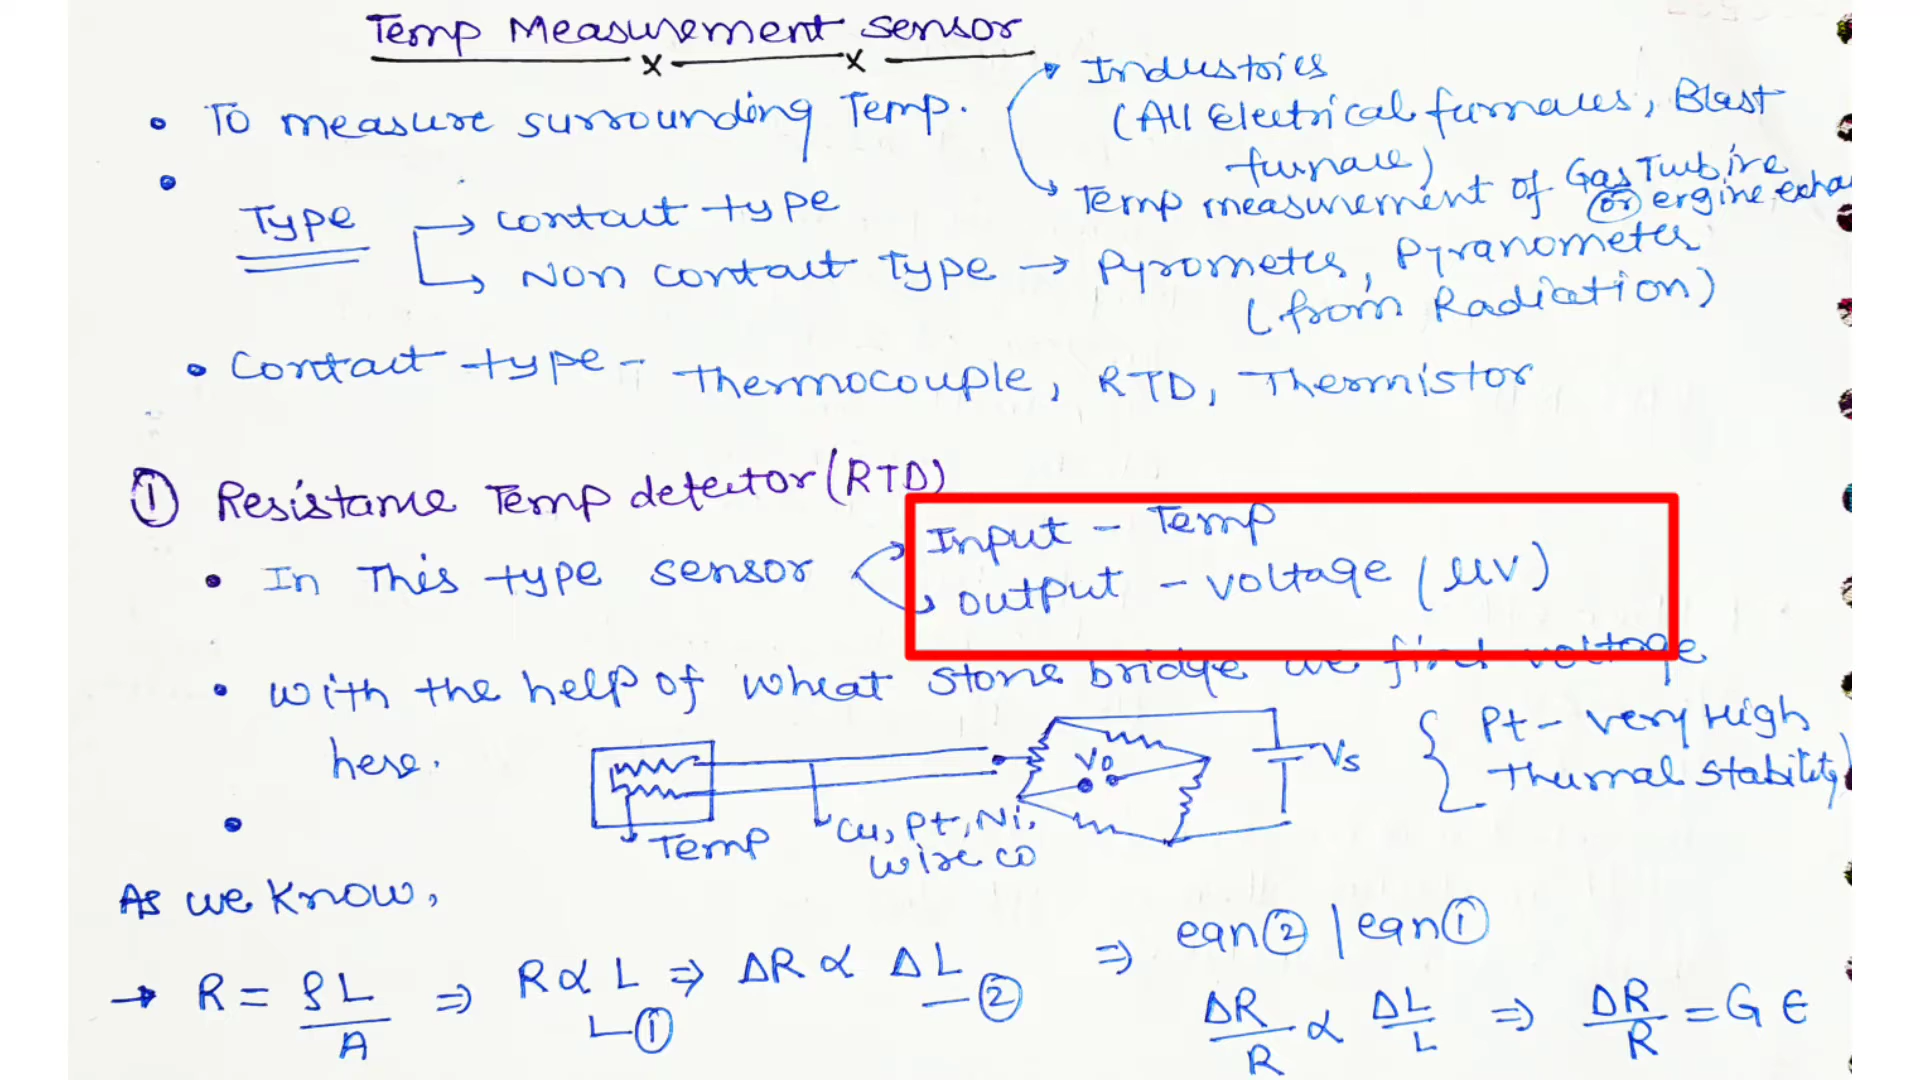 Temp Measurement Sensor
• To measure surrounding Temp.
Industries
(All Electrical furnaces, Blast
furnace)
Temp measurement of Gas Turbine
or engine exha
• Type → contact type
Non contact type → Pyrometer, Pyranometer
(from Radiation)
• Contact type - Thermocouple, RTD, Thermistor
① Resistance Temp detector (RTD)
• In This type sensor
Input - Temp
output - voltage (μV)
• with the help of wheat stone bridge we find voltage
here.
Temp
Cu, Pt, Ni,
wire
Vo
Vs
Pt - very High
thermal stability
As we know,
→ R = ρL/A ⇒ R ∝ L ⇒ ΔR ∝ ΔL —②
∟①
⇒ eqn② | eqn①
ΔR/R ∝ ΔL/L ⇒ ΔR/R = G ∈